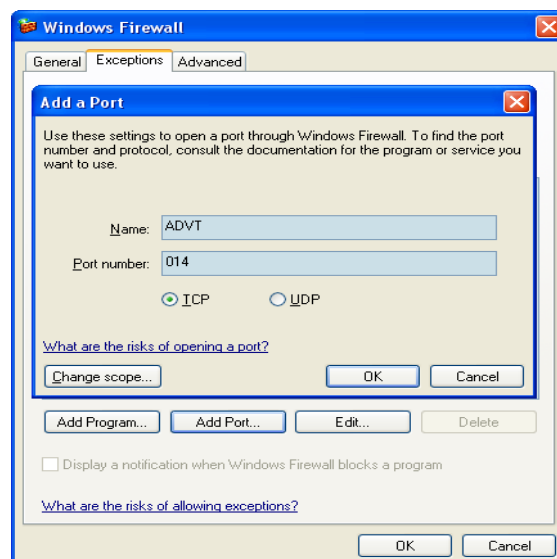 Windows Firewall
General Exceptions Advanced
Add a Port
Use these settings to open a port through Windows Firewall. To find the port
number and protocol, consult the documentation for the program or service you
want to use.
Name: ADVT
Port number: 014
TCP UDP
What are the risks of opening a port?
Change scope... OK Cancel
Add Program... Add Port... Edit... Delete
Display a notification when Windows Firewall blocks a program
What are the risks of allowing exceptions?
OK Cancel